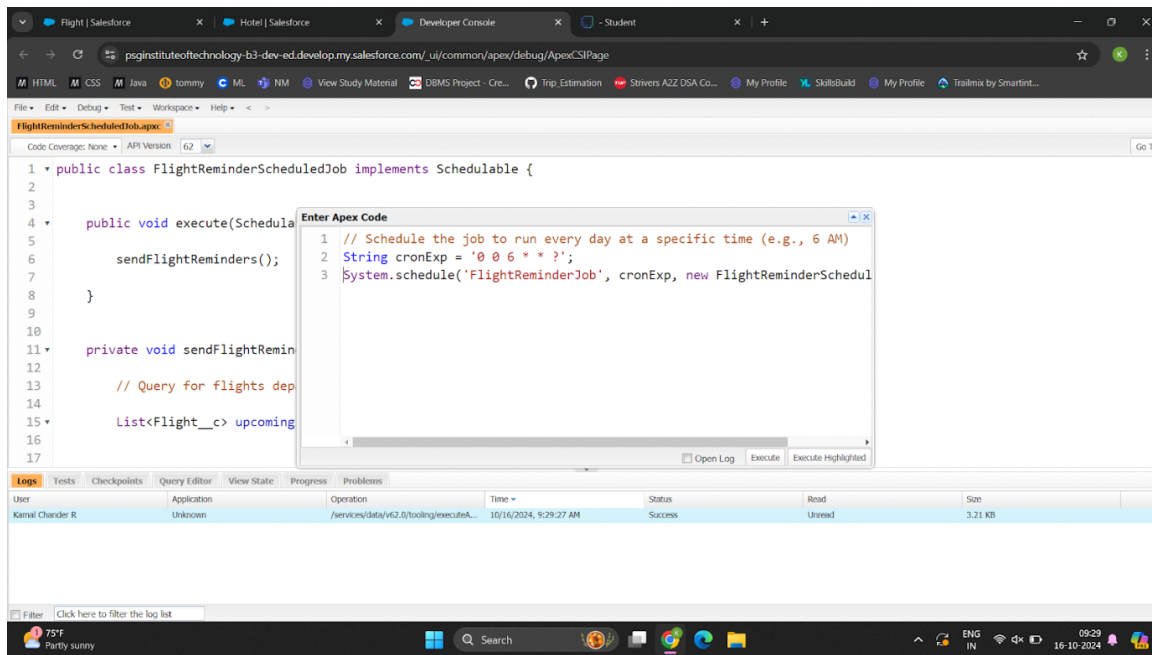 Flight | Salesforce
Hotel | Salesforce
Developer Console
- Student
psginstituteoftechnology-b3-dev-ed.develop.my.salesforce.com/_ui/common/apex/debug/ApexCSIPage
K
HTML CSS Java tommy ML NM View Study Material DBMS Project - Cre... Trip_Estimation Strivers A2Z DSA Co... My Profile SkillsBuild My Profile Trailmix by Smartint...
File Edit Debug Test Workspace Help < >
FlightReminderScheduledJob.apxc
Code Coverage: None API Version: 62 Go T
1 public class FlightReminderScheduledJob implements Schedulable {
2
3
4 public void execute(Schedula
5
6 sendFlightReminders();
7
8 }
9
10
11 private void sendFlightRemin
12
13 // Query for flights dep
14
15 List<Flight__c> upcoming
16
17
Enter Apex Code
1 // Schedule the job to run every day at a specific time (e.g., 6 AM)
2 String cronExp = '0 0 6 * * ?';
3 System.schedule('FlightReminderJob', cronExp, new FlightReminderSchedul
Open Log Execute Execute Highlighted
Logs Tests Checkpoints Query Editor View State Progress Problems
User Application Operation Time Status Read Size
Kamal Chander R Unknown /services/data/v62.0/tooling/executeA... 10/16/2024, 9:29:27 AM Success Unread 3.21 KB
Filter Click here to filter the log list
1 75°F
Partly sunny
Search
ENG
IN
09:29
16-10-2024